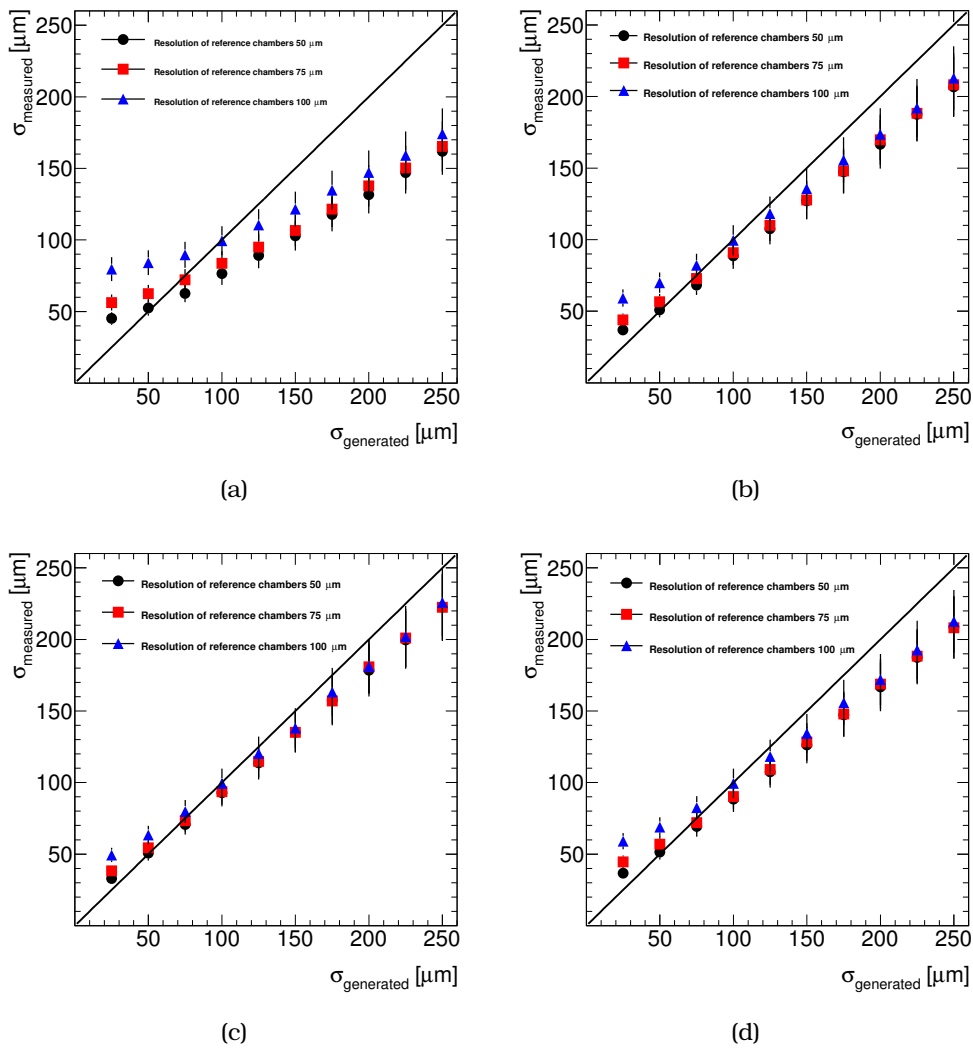 250
200
150
100
50
σmeasured [μm]
Resolution of reference chambers 50 μm
Resolution of reference chambers 75 μm
Resolution of reference chambers 100 μm
50 100 150 200 250
σgenerated [μm]
(a)
250
200
150
100
50
σmeasured [μm]
Resolution of reference chambers 50 μm
Resolution of reference chambers 75 μm
Resolution of reference chambers 100 μm
50 100 150 200 250
σgenerated [μm]
(b)
250
200
150
100
50
σmeasured [μm]
Resolution of reference chambers 50 μm
Resolution of reference chambers 75 μm
Resolution of reference chambers 100 μm
50 100 150 200 250
σgenerated [μm]
(c)
250
200
150
100
50
σmeasured [μm]
Resolution of reference chambers 50 μm
Resolution of reference chambers 75 μm
Resolution of reference chambers 100 μm
50 100 150 200 250
σgenerated [μm]
(d)